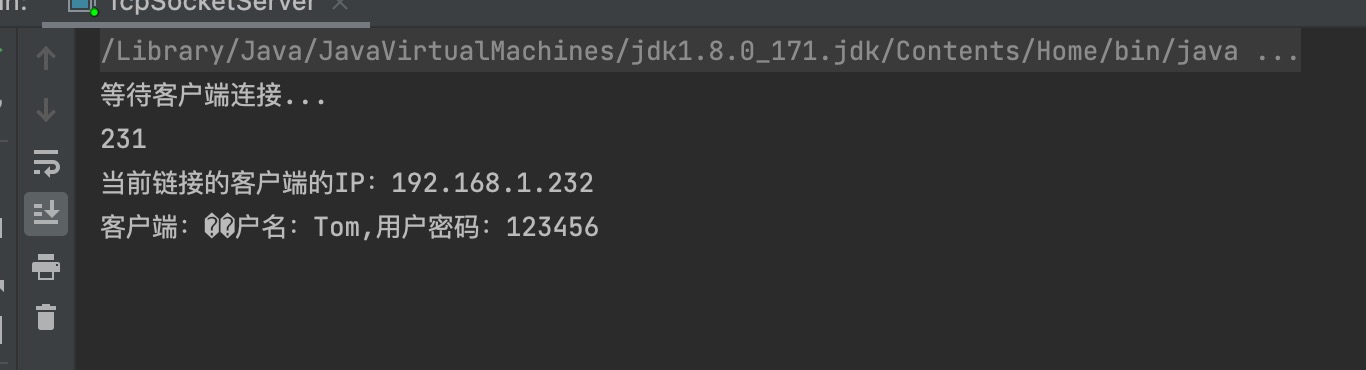 TcpSocketServer
/Library/Java/JavaVirtualMachines/jdk1.8.0_171.jdk/Contents/Home/bin/java ...
等待客户端连接...
231
当前链接的客户端的IP：192.168.1.232
客户端：��户名：Tom,用户密码：123456